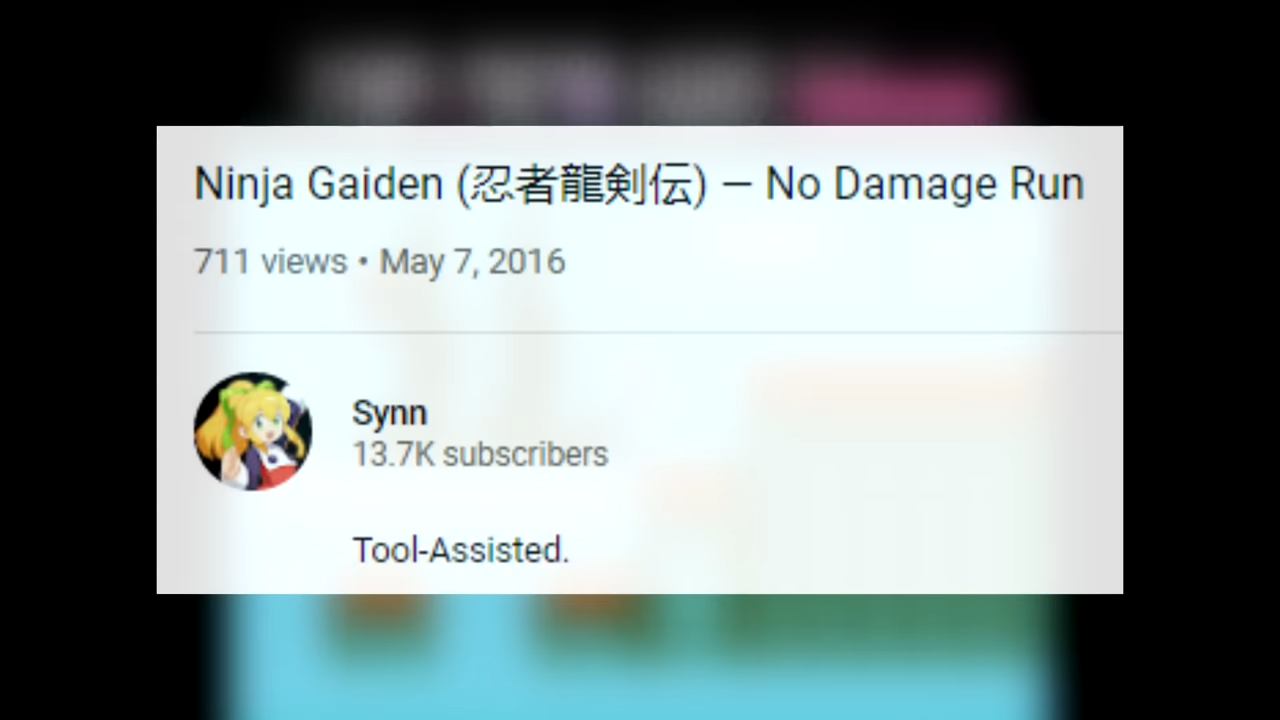 Ninja Gaiden (忍者龍剣伝) — No Damage Run
711 views • May 7, 2016
Synn
13.7K subscribers
Tool-Assisted.